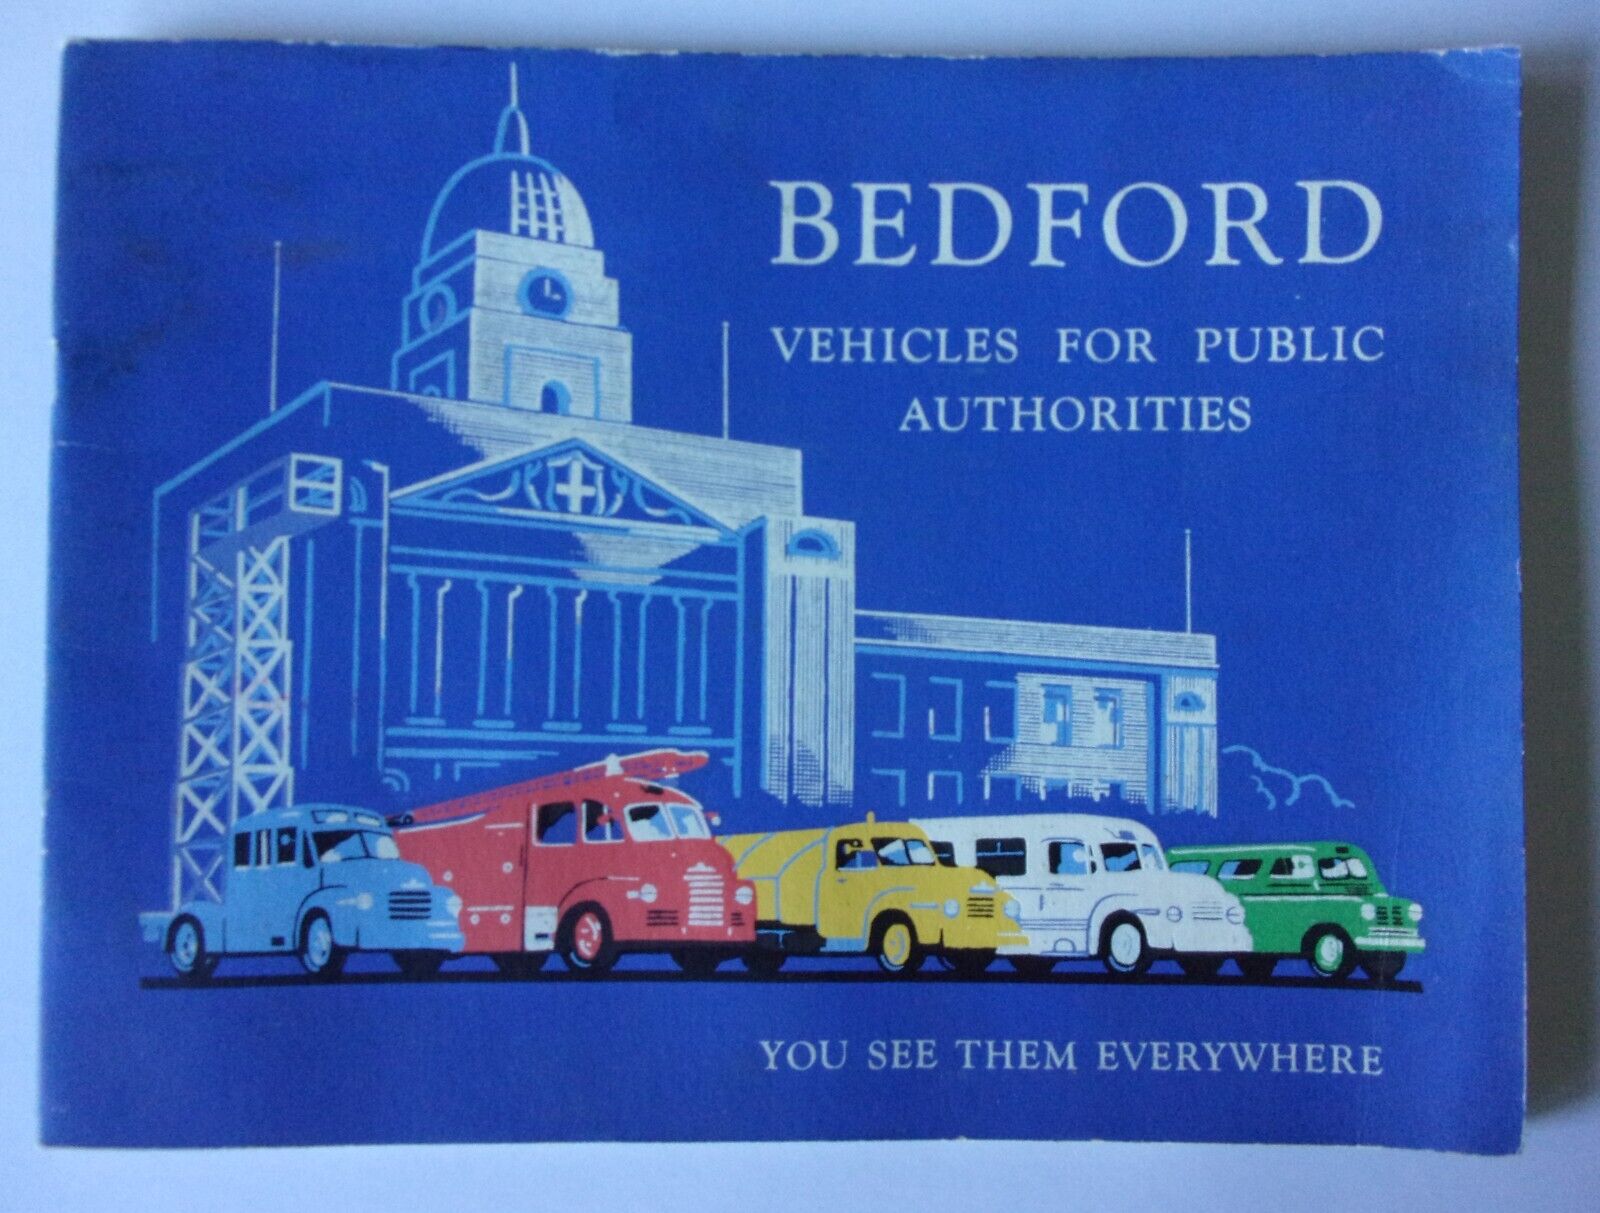 BEDFORD
VEHICLES FOR PUBLIC
AUTHORITIES
YOU SEE THEM EVERYWHERE